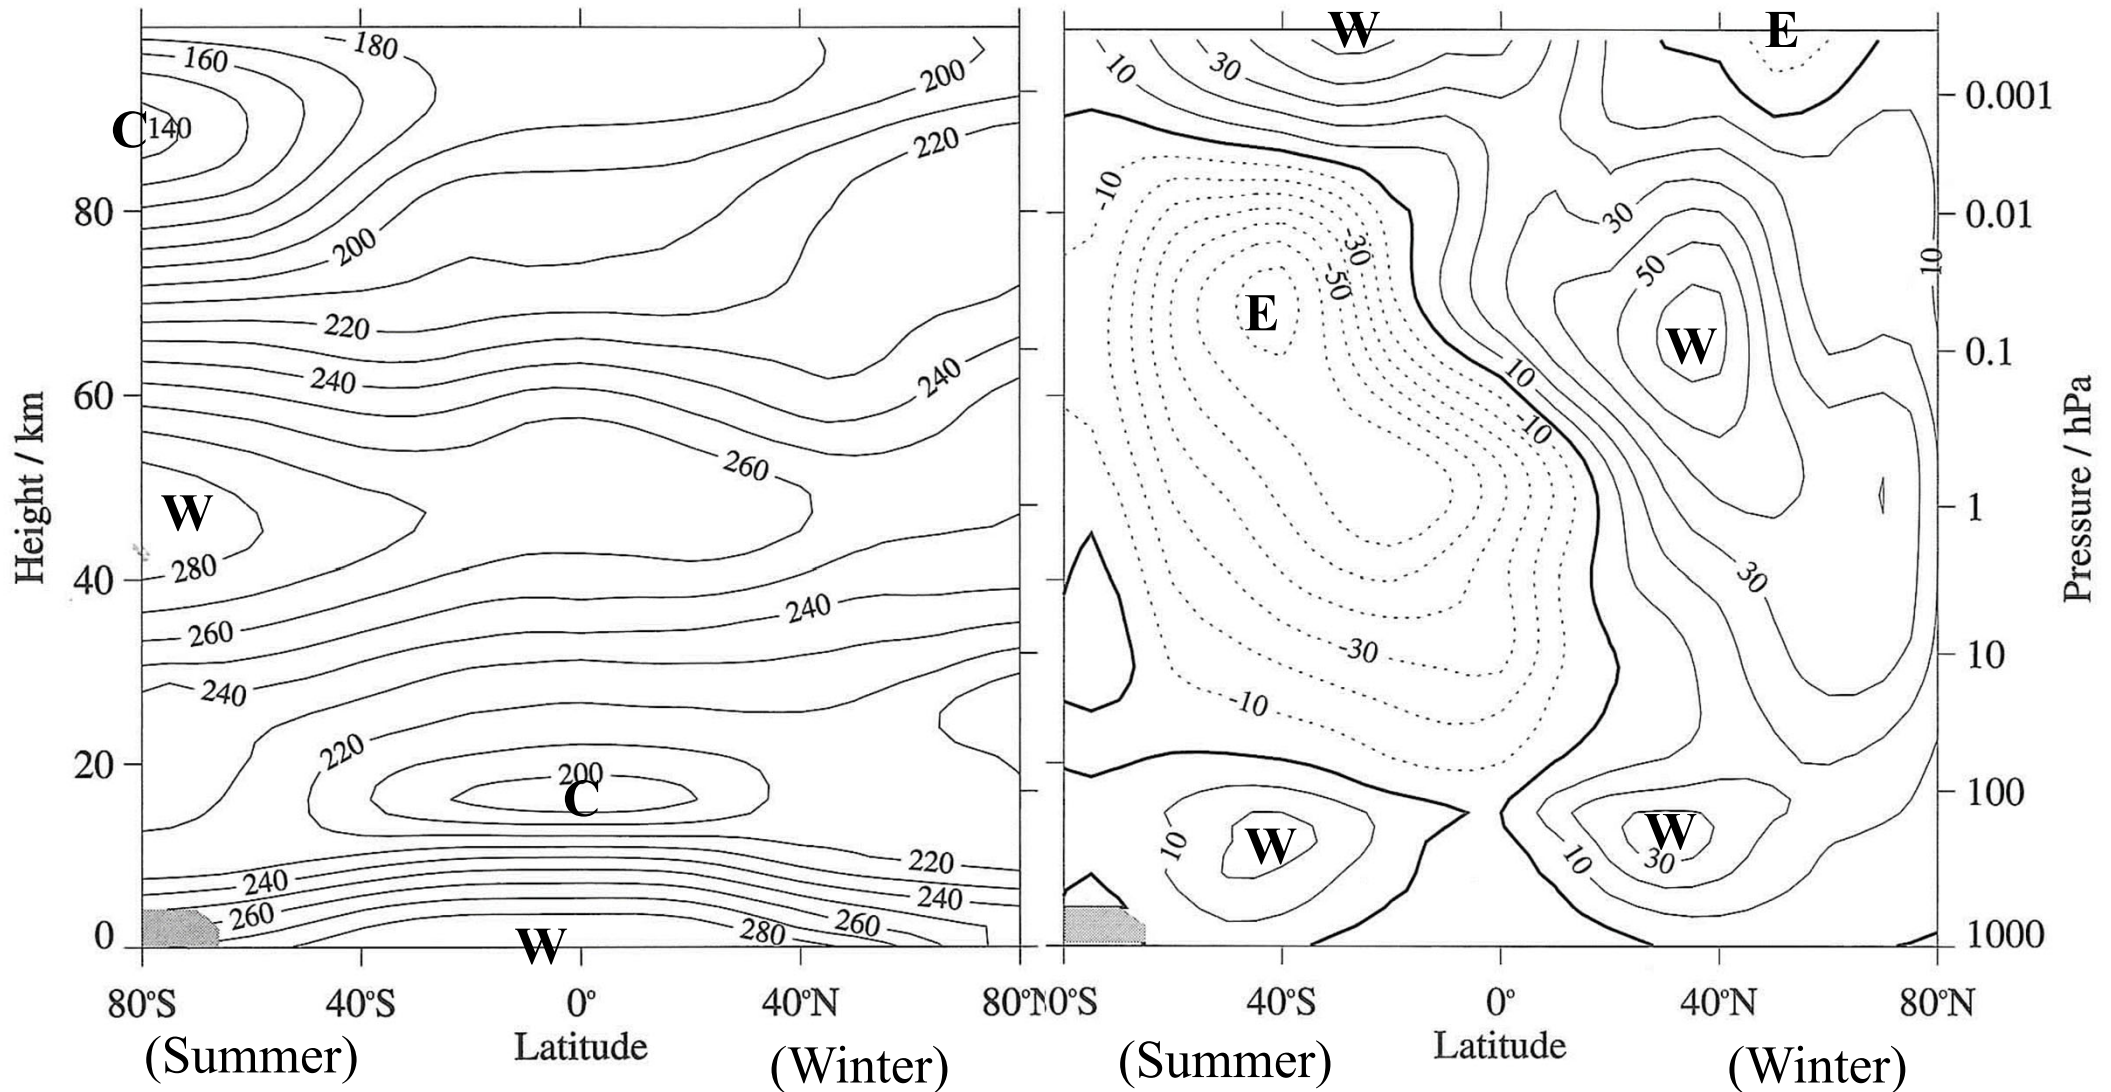 180
160
200
C 140
220
80
200
220
240
240
60
260
W
280
40
240
260
240
220
20
200
C
220
240
240
260
260
280
0
W
Height / km
80°S
40°S
0°
40°N
80°N
Latitude
(Summer)
(Winter)
W
E
10
30
0.001
-10
30
0.01
-30
50
10
-50
E
W
0.1
10
-10
1
30
-30
10
-10
100
W
W
10
30
10
1000
Pressure / hPa
0°S
40°S
0°
40°N
80°N
Latitude
(Summer)
(Winter)